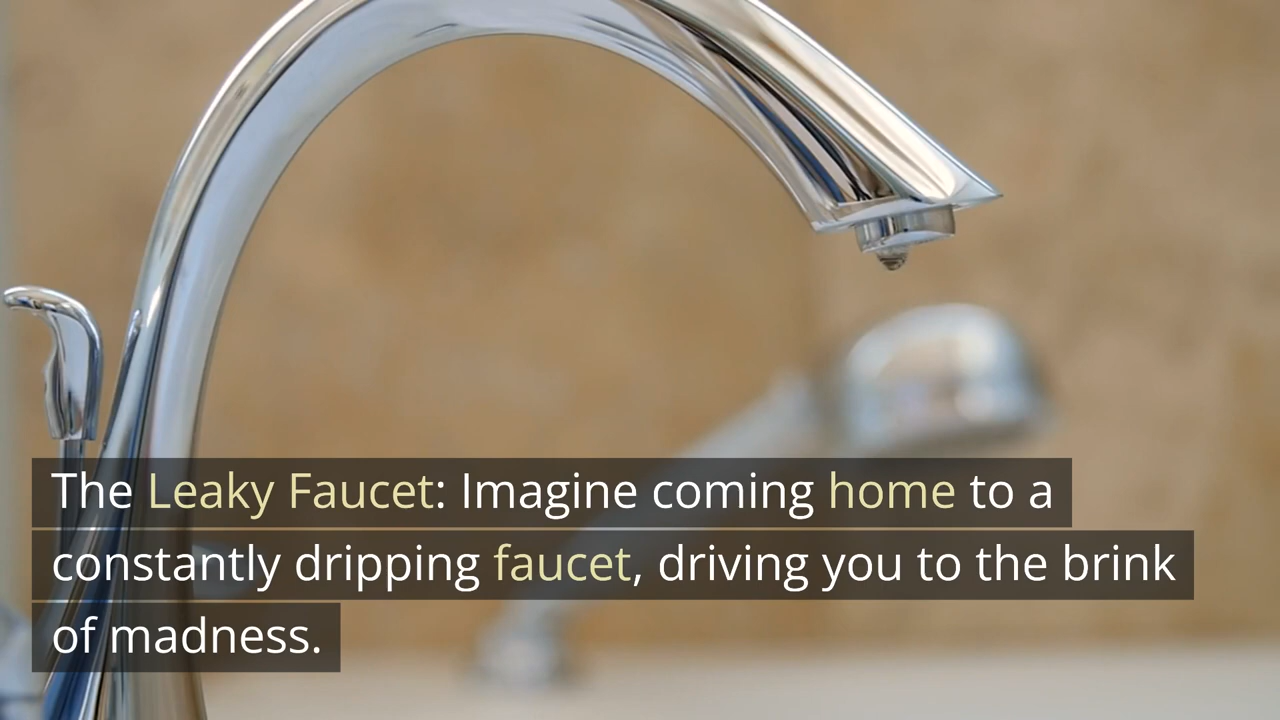 The Leaky Faucet: Imagine coming home to a
constantly dripping faucet, driving you to the brink
of madness.